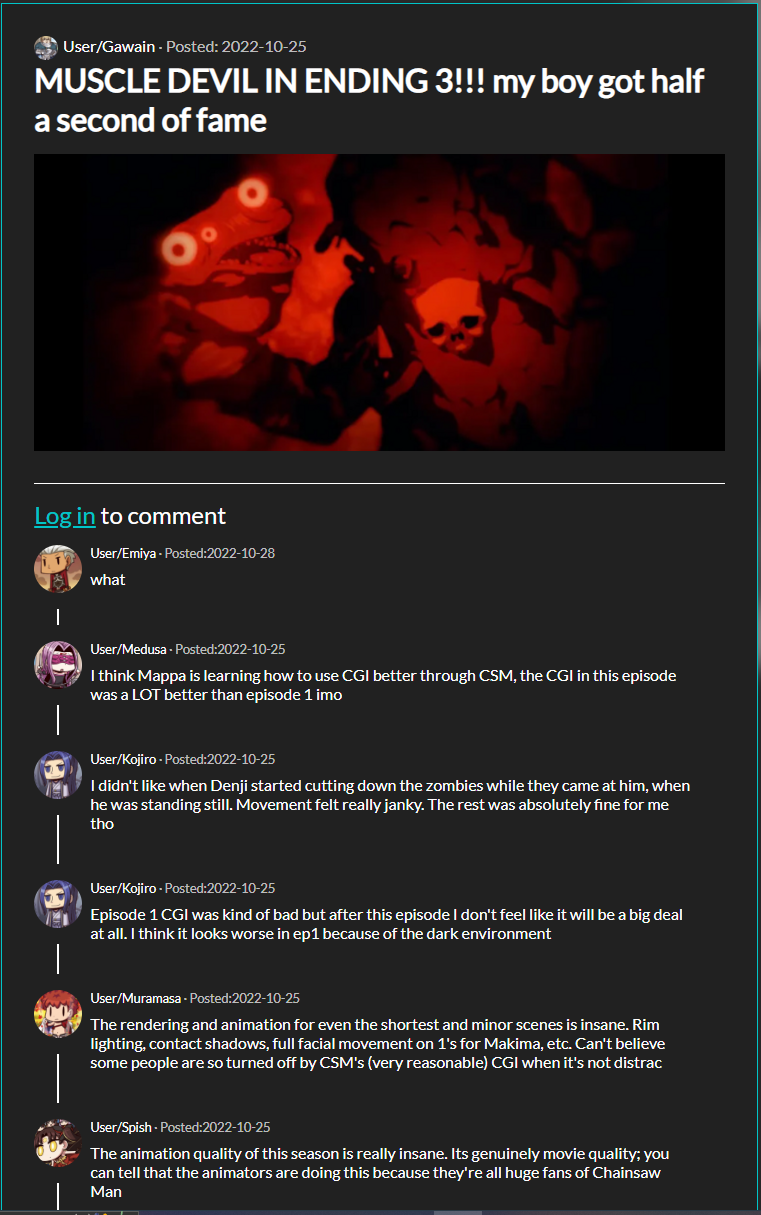 User/Gawain · Posted: 2022-10-25
MUSCLE DEVIL IN ENDING 3!!! my boy got half
a second of fame
Log in to comment
User/Emiya · Posted:2022-10-28
what
User/Medusa · Posted:2022-10-25
I think Mappa is learning how to use CGI better through CSM, the CGI in this episode
was a LOT better than episode 1 imo
User/Kojiro · Posted:2022-10-25
I didn't like when Denji started cutting down the zombies while they came at him, when
he was standing still. Movement felt really janky. The rest was absolutely fine for me
tho
User/Kojiro · Posted:2022-10-25
Episode 1 CGI was kind of bad but after this episode I don't feel like it will be a big deal
at all. I think it looks worse in ep1 because of the dark environment
User/Muramasa · Posted:2022-10-25
The rendering and animation for even the shortest and minor scenes is insane. Rim
lighting, contact shadows, full facial movement on 1's for Makima, etc. Can't believe
some people are so turned off by CSM's (very reasonable) CGI when it's not distrac
User/Spish · Posted:2022-10-25
The animation quality of this season is really insane. Its genuinely movie quality; you
can tell that the animators are doing this because they're all huge fans of Chainsaw
Man